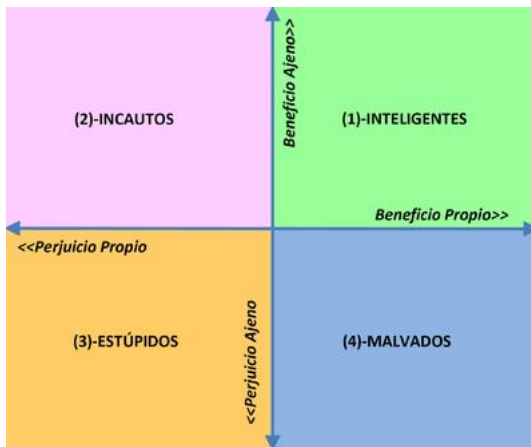 Beneficio Ajeno>>
(2)-INCAUTOS
(1)-INTELIGENTES
Beneficio Propio>>
<<Perjuicio Propio
<<Perjuicio Ajeno
(3)-ESTÚPIDOS
(4)-MALVADOS